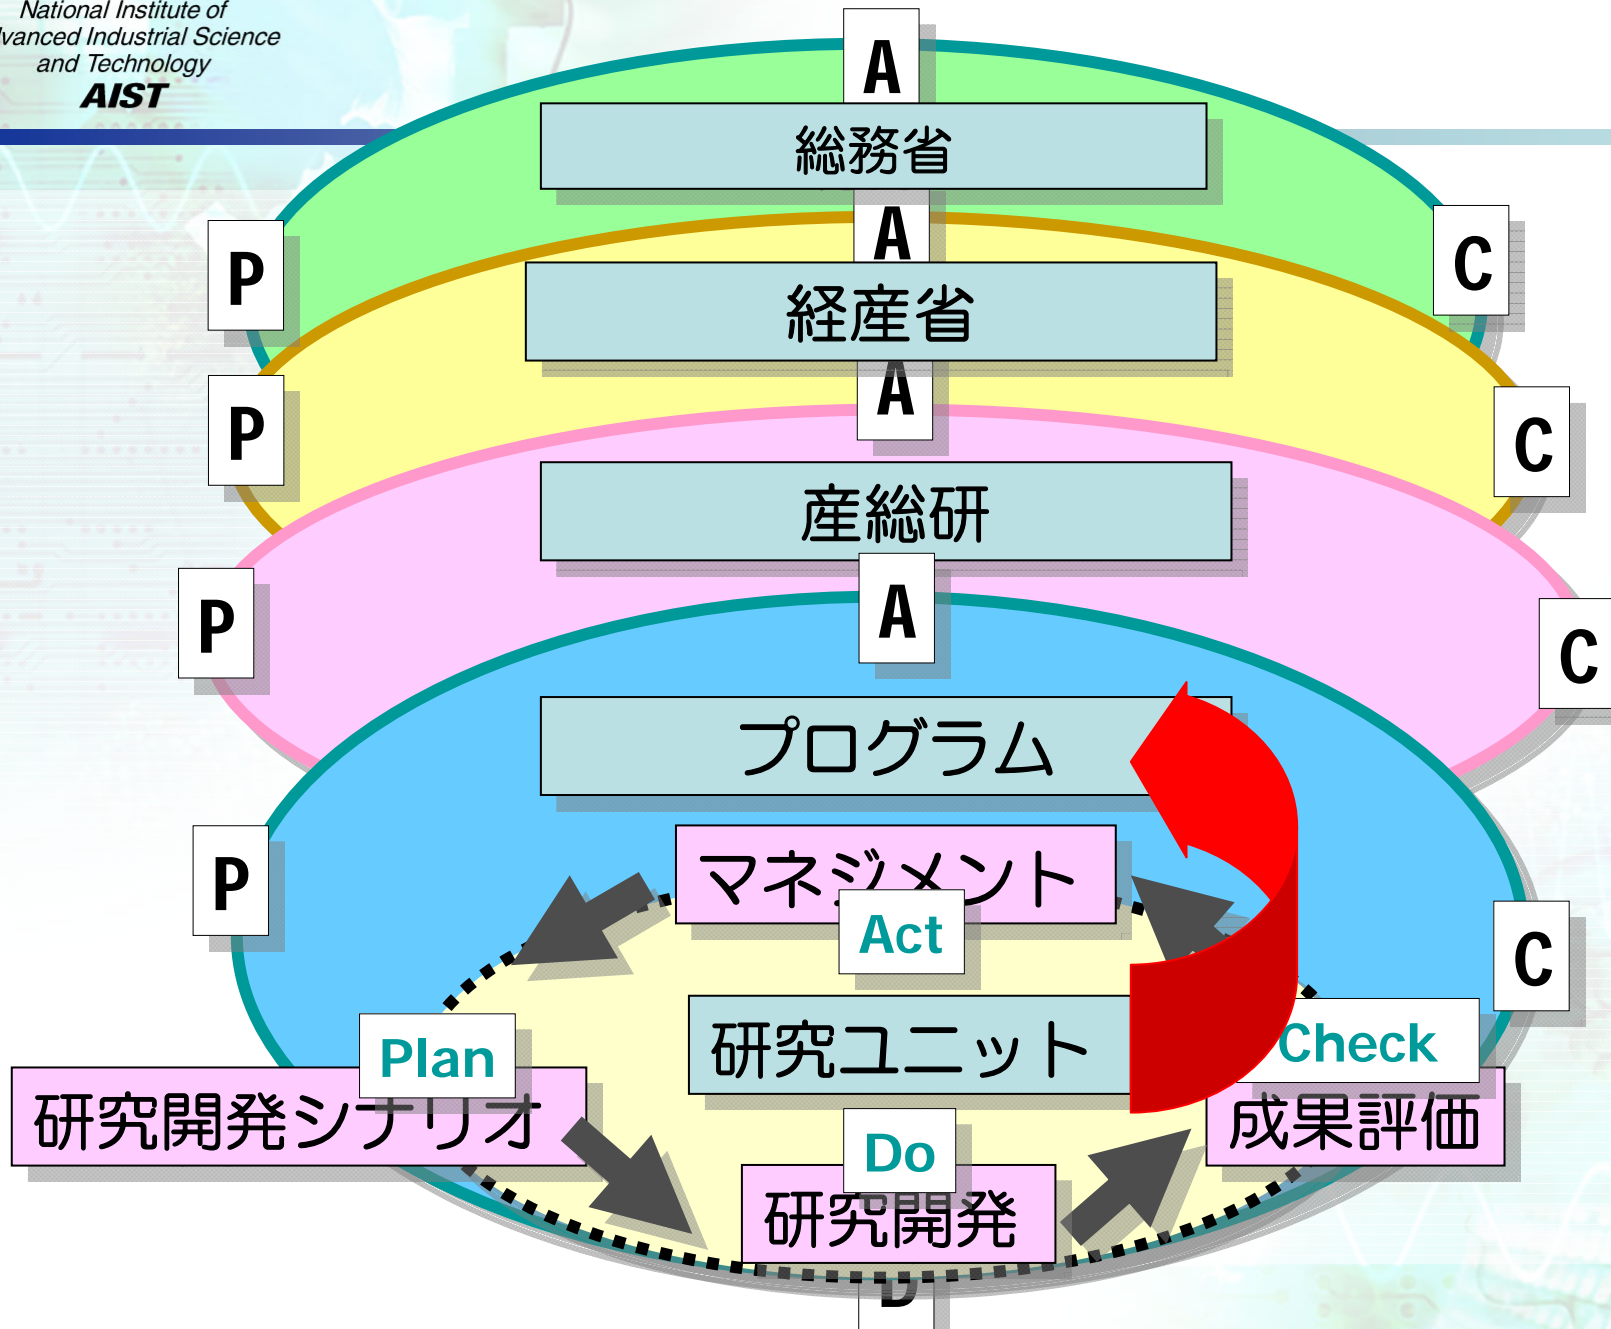 National Institute of
Advanced Industrial Science
and Technology
AIST
A
総務省
P
A
C
経産省
P
A
C
産総研
P
A
C
プログラム
P
マネジメント
Act
C
研究ユニット
Plan
Check
研究開発シナリオ
成果評価
Do
研究開発
D